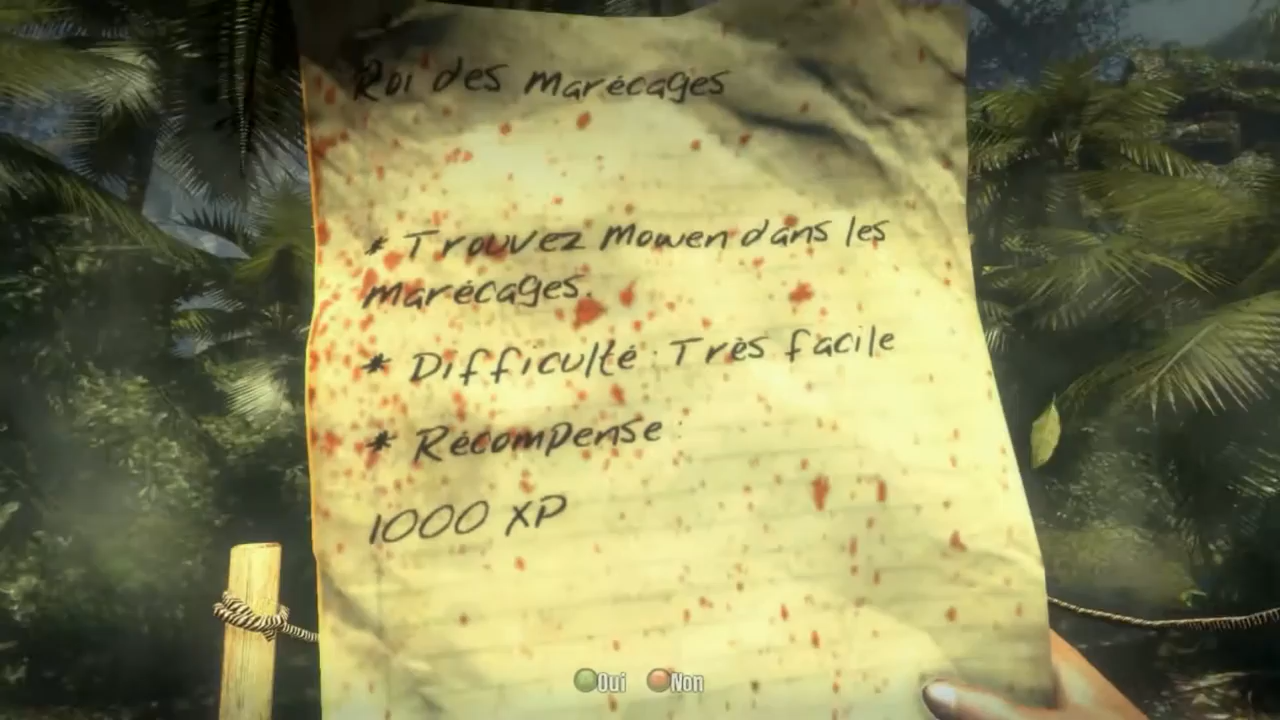 Roi des marécages
* Trouvez Mowen dans les
marécages.
* Difficulté : Très facile
* Récompense :
1000 XP
Oui Non